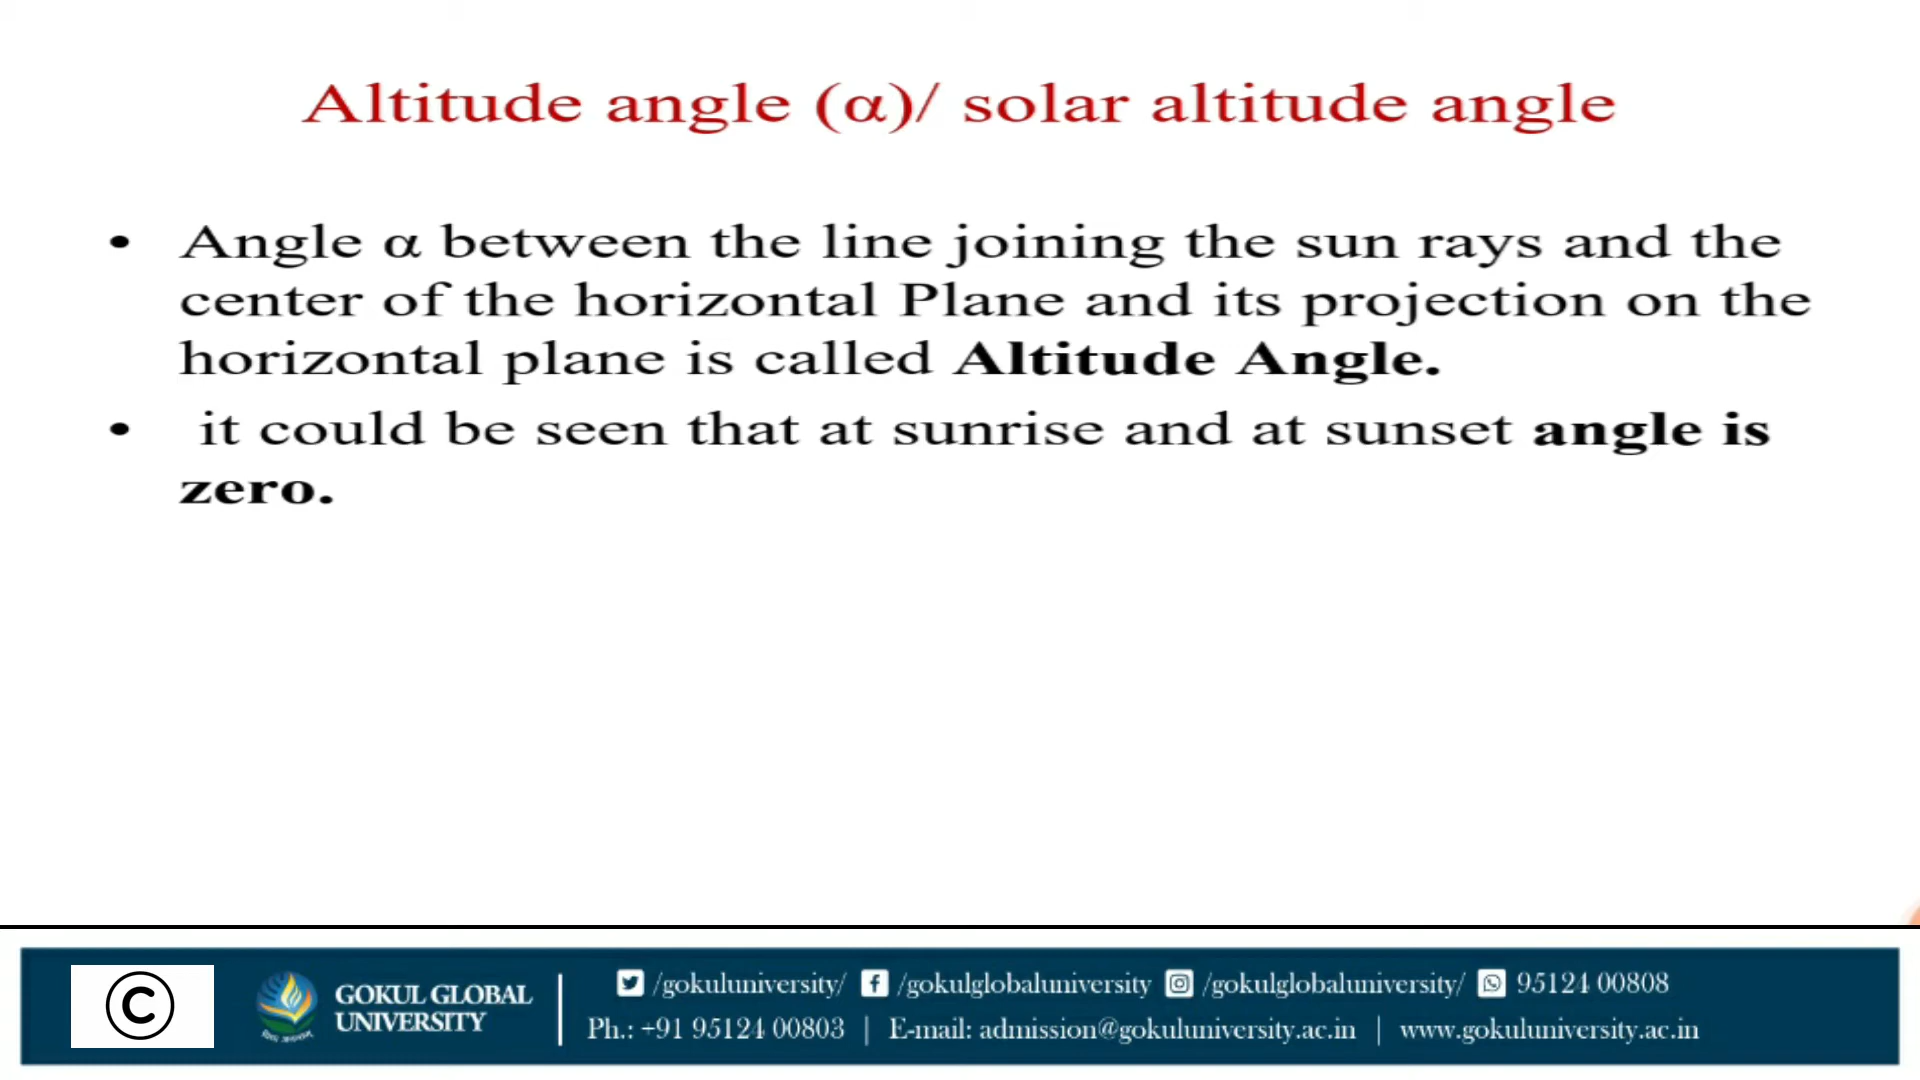 Altitude angle (α)/ solar altitude angle
• Angle α between the line joining the sun rays and the
center of the horizontal Plane and its projection on the
horizontal plane is called Altitude Angle.
• it could be seen that at sunrise and at sunset angle is
zero.
©
GOKUL GLOBAL
UNIVERSITY
/gokuluniversity/ /gokulglobaluniversity /gokulglobaluniversity/ 95124 00808
Ph.: +91 95124 00803 | E-mail: admission@gokuluniversity.ac.in | www.gokuluniversity.ac.in